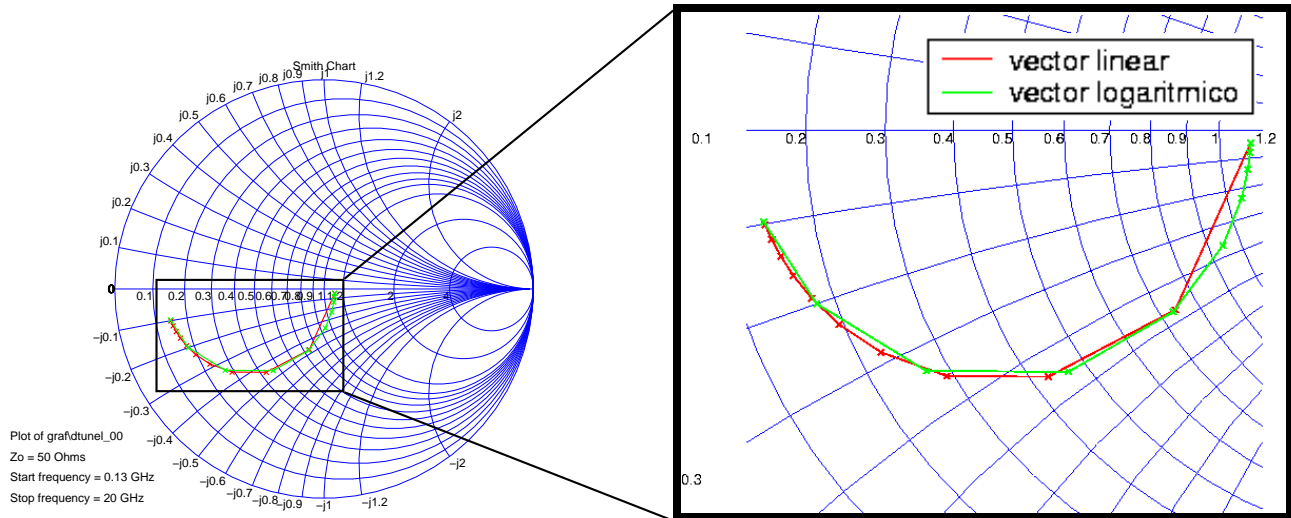 Smith Chart
j0.1
j0.2
j0.3
j0.4
j0.5
j0.6
j0.7
j0.8
j0.9
j1
j1.2
j2
0
0.1
0.2
0.3
0.4
0.5
0.6
0.7
0.8
0.9
1
1.2
2
4
−j0.1
−j0.2
−j0.3
−j0.4
−j0.5
−j0.6
−j0.7
−j0.8
−j0.9
−j1
−j1.2
−j2
Plot of graf\dtunel_00
Zo = 50 Ohms
Start frequency = 0.13 GHz
Stop frequency = 20 GHz
vector linear
vector logaritmico
0.1
0.2
0.3
0.4
0.5
0.6
0.7
0.8
0.9
1
1.2
0.3